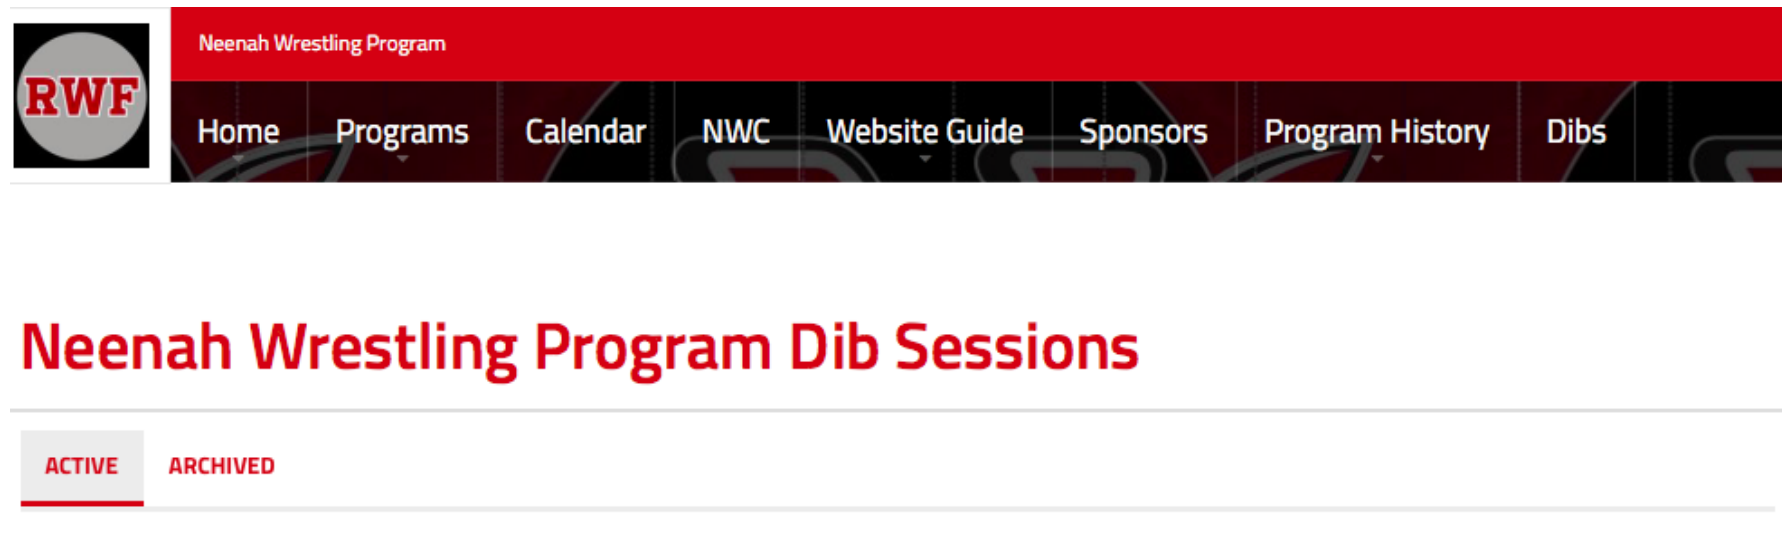 RWF
Neenah Wrestling Program
Home Programs Calendar NWC Website Guide Sponsors Program History Dibs
Neenah Wrestling Program Dib Sessions
ACTIVE ARCHIVED